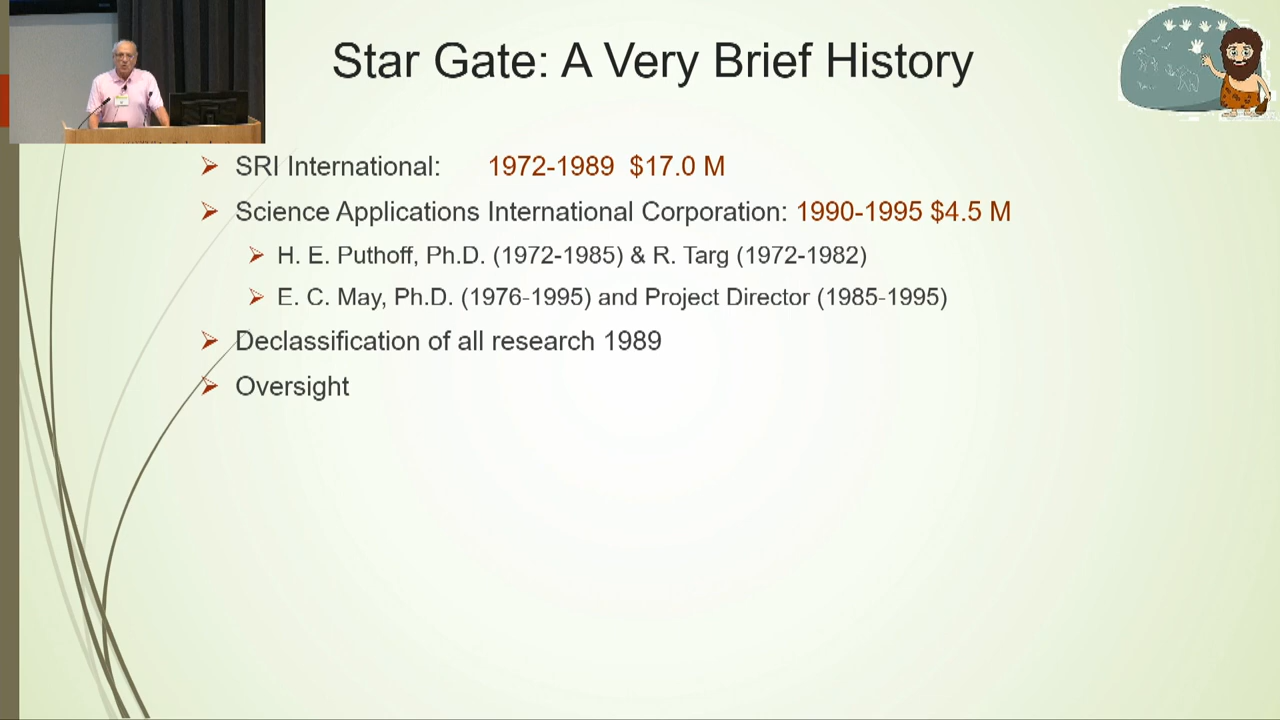 Star Gate: A Very Brief History
SRI International: 1972-1989 $17.0 M
Science Applications International Corporation: 1990-1995 $4.5 M
H. E. Puthoff, Ph.D. (1972-1985) & R. Targ (1972-1982)
E. C. May, Ph.D. (1976-1995) and Project Director (1985-1995)
Declassification of all research 1989
Oversight